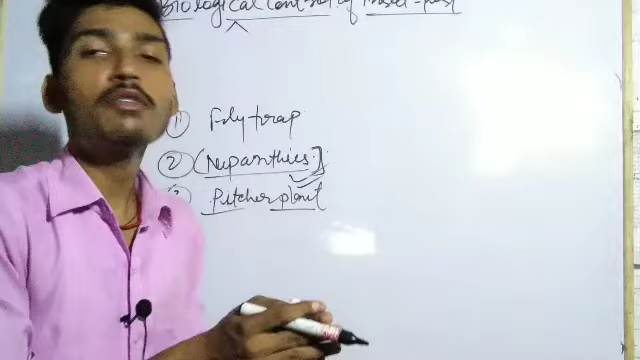 Biological Control of Insect-pest
① Fly trap
② (Nepanthies)
③ Pitcher plant